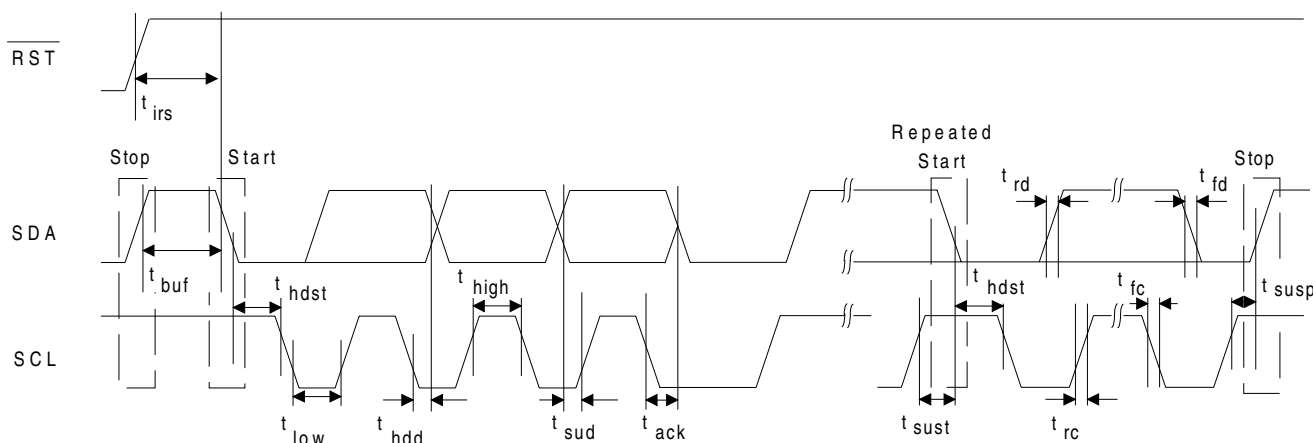 RST
t irs
Repeated
Stop
Start
Start
Stop
t rd
t fd
SDA
t buf
t hdst
t high
t hdst
t fc
t susp
SCL
t low
t hdd
t sud
t ack
t sust
t rc